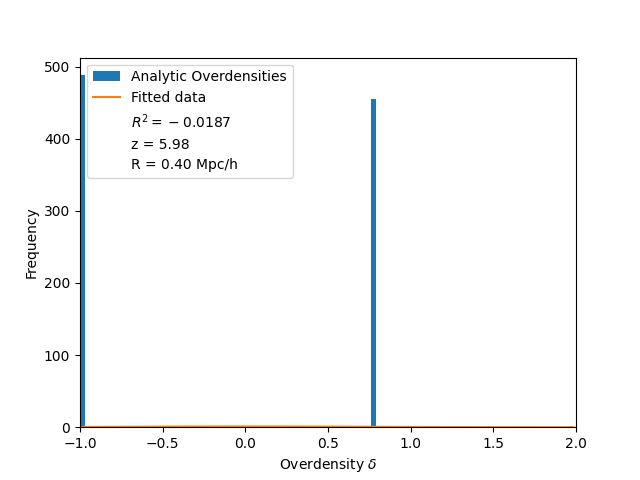 Analytic Overdensities
Fitted data
$R^2 = -0.0187$
z = 5.98
R = 0.40 Mpc/h
500
400
300
200
100
0
Frequency
−1.0 −0.5 0.0 0.5 1.0 1.5 2.0
Overdensity δ